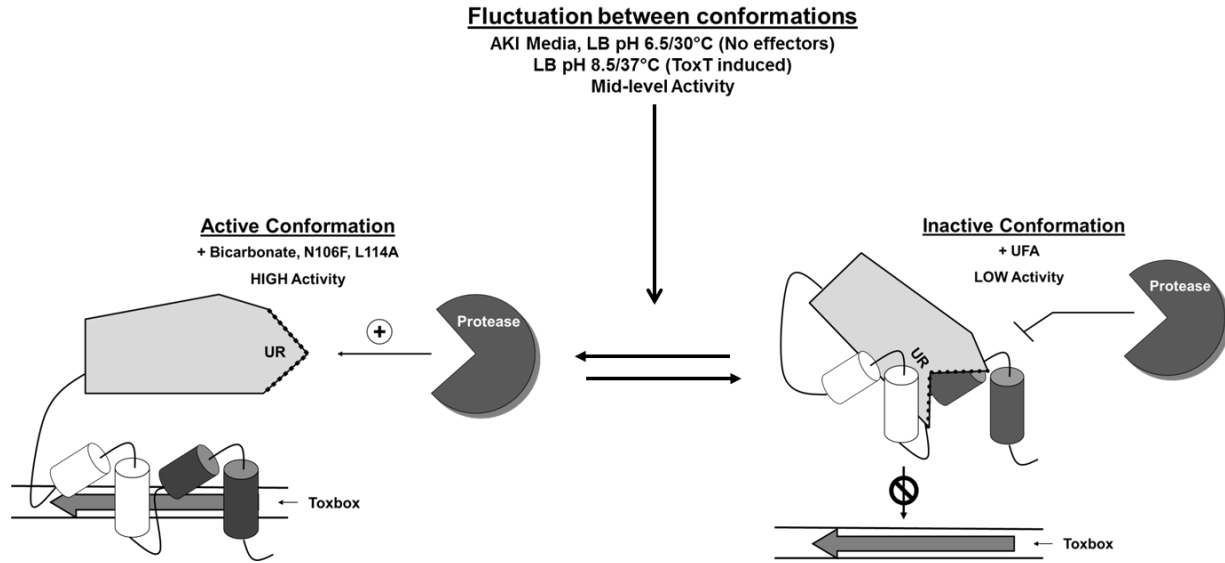 Fluctuation between conformations
AKI Media, LB pH 6.5/30°C (No effectors)
LB pH 8.5/37°C (ToxT induced)
Mid-level Activity
Active Conformation
+ Bicarbonate, N106F, L114A
HIGH Activity
UR
+
Protease
Toxbox
Inactive Conformation
+ UFA
LOW Activity
Protease
UR
Toxbox